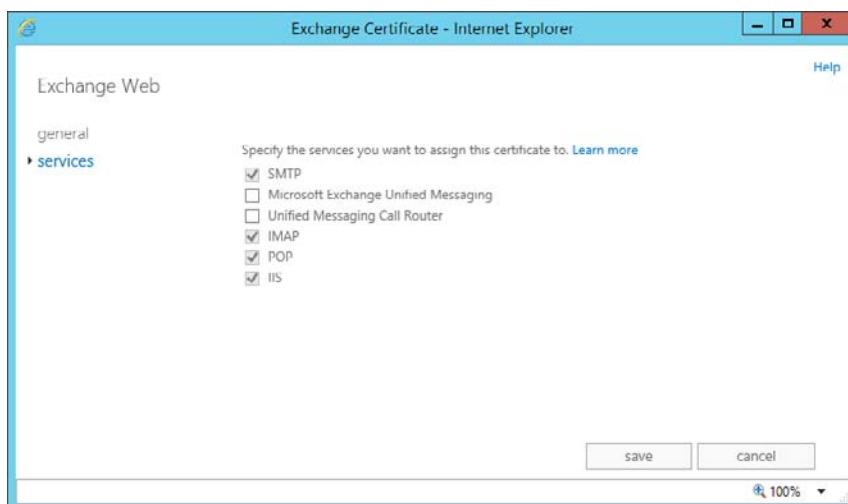 Exchange Certificate - Internet Explorer
Help
Exchange Web
general
services
Specify the services you want to assign this certificate to. Learn more
SMTP
Microsoft Exchange Unified Messaging
Unified Messaging Call Router
IMAP
POP
IIS
save cancel
100%